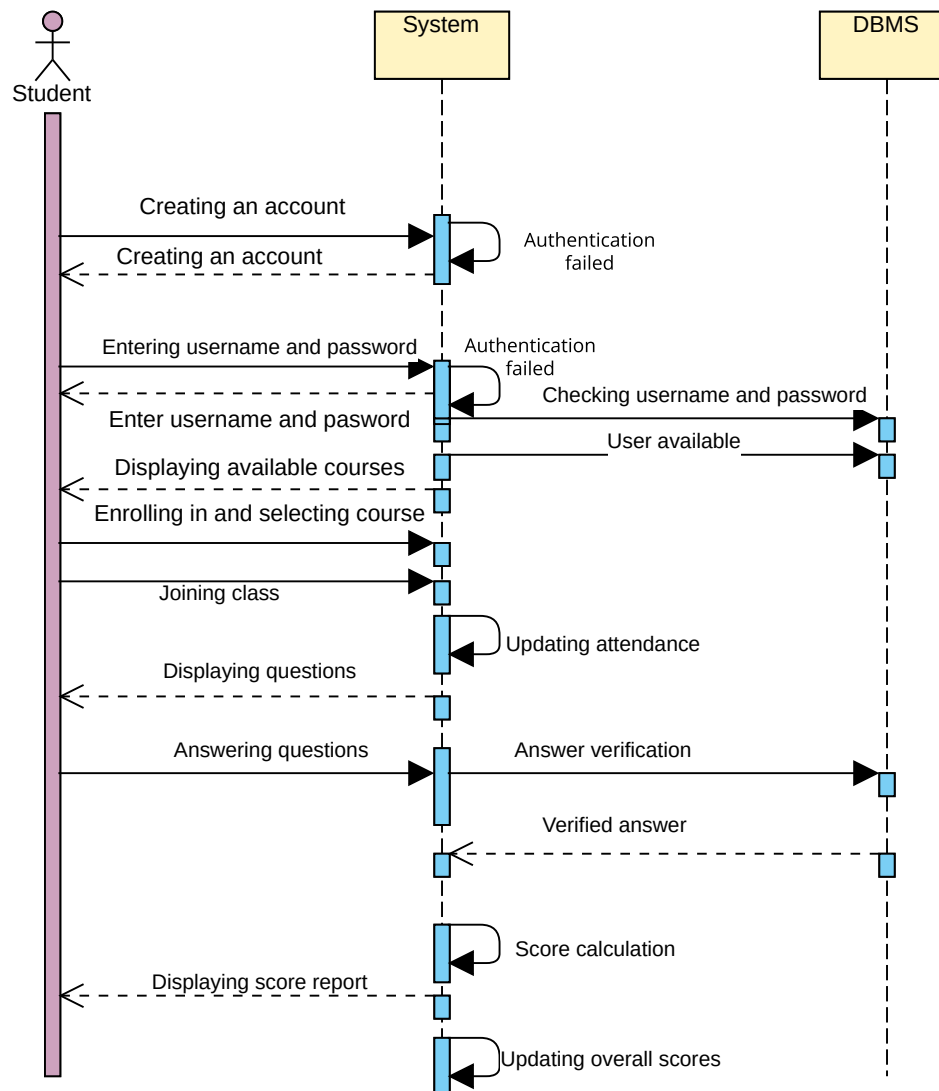 System
DBMS
Student
Creating an account
Authentication
failed
Creating an account
Entering username and password
Authentication
failed
Checking username and password
Enter username and pasword
User available
Displaying available courses
Enrolling in and selecting course
Joining class
Updating attendance
Displaying questions
Answering questions
Answer verification
Verified answer
Score calculation
Displaying score report
Updating overall scores